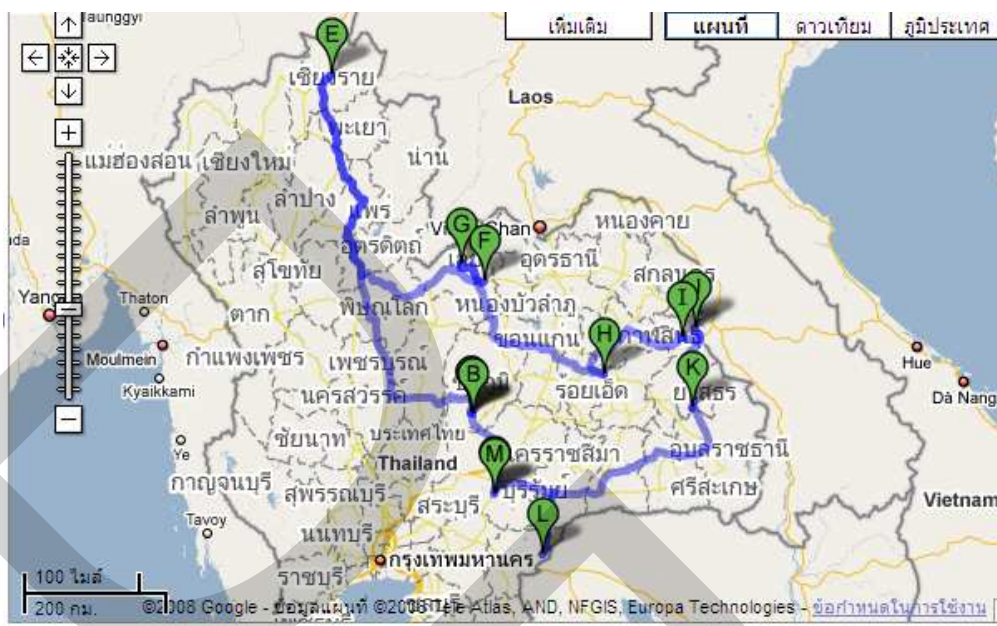 Taunggyi
เพิ่มเติม
แผนที่
ดาวเทียม
ภูมิประเทศ
E
เชียงราย
Laos
พะเยา
แม่ฮ่องสอน
เชียงใหม่
น่าน
ลำปาง
ลำพูน
แพร่
หนองคาย
G
F
อุตรดิตถ์
อุดรธานี
สุโขทัย
สกลนคร
I
J
Thaton
ตาก
พิษณุโลก
หนองบัวลำภู
H
กาฬสินธุ์
ขอนแก่น
Moulmein
กำแพงเพชร
เพชรบูรณ์
Hue
Kyaikkami
B
K
ร้อยเอ็ด
ยโสธร
Dà Nang
นครสวรรค์
Ye
ชัยนาท
ประเทศไทย
Thailand
M
นครราชสีมา
อุบลราชธานี
กาญจนบุรี
สุพรรณบุรี
สระบุรี
บุรีรัมย์
ศรีสะเกษ
Vietnam
Tavoy
นนทบุรี
L
กรุงเทพมหานคร
100 ไมล์
ราชบุรี
200 กม.
©2008 Google - ข้อมูลแผนที่ ©2008 Tele Atlas, AND, NFGIS, Europa Technologies - ข้อกำหนดในการใช้งาน